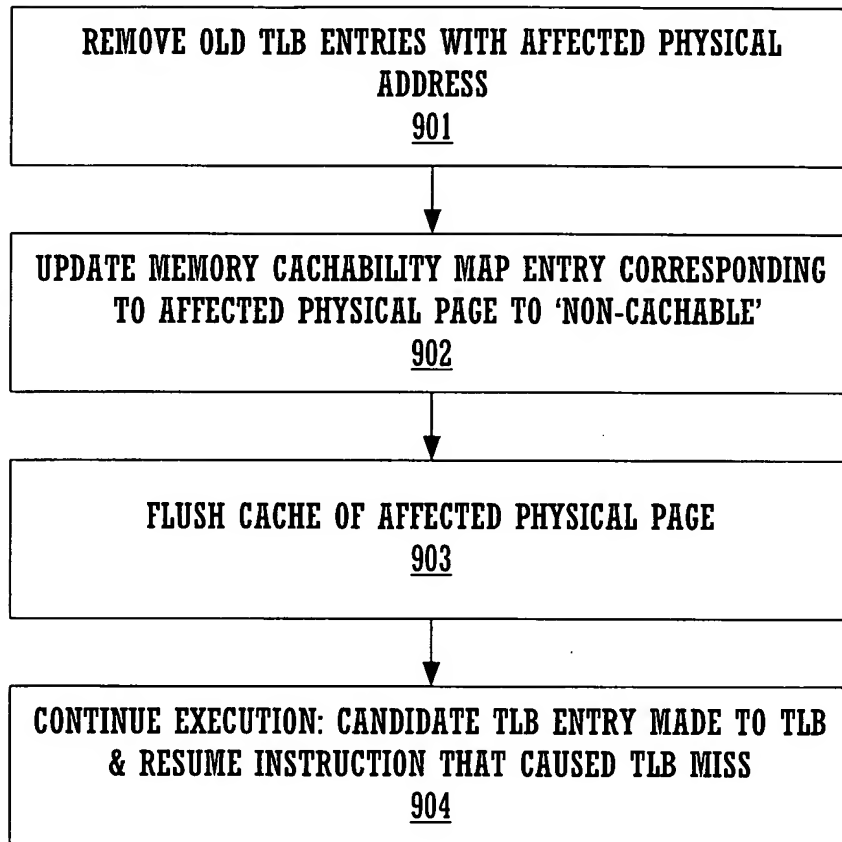 REMOVE OLD TLB ENTRIES WITH AFFECTED PHYSICAL
ADDRESS
901
UPDATE MEMORY CACHABILITY MAP ENTRY CORRESPONDING
TO AFFECTED PHYSICAL PAGE TO ‘NON-CACHABLE’
902
FLUSH CACHE OF AFFECTED PHYSICAL PAGE
903
CONTINUE EXECUTION: CANDIDATE TLB ENTRY MADE TO TLB
& RESUME INSTRUCTION THAT CAUSED TLB MISS
904